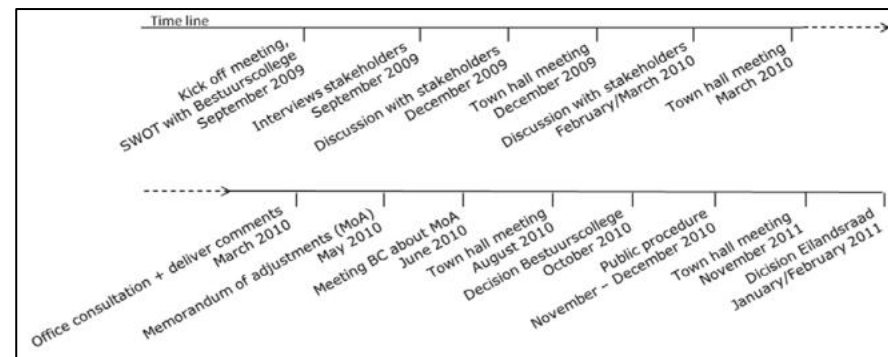 Time line
Kick off meeting,
SWOT with Bestuurscollege
September 2009
Interviews stakeholders
September 2009
Discussion with stakeholders
December 2009
Town hall meeting
December 2009
Discussion with stakeholders
February/March 2010
Town hall meeting
March 2010
Office consultation + deliver comments
March 2010
Memorandum of adjustments (MoA)
May 2010
Meeting BC about MoA
June 2010
Town hall meeting
August 2010
Decision Bestuurscollege
October 2010
Public procedure
November – December 2010
Town hall meeting
November 2011
Dicision Eilandsraad
January/February 2011